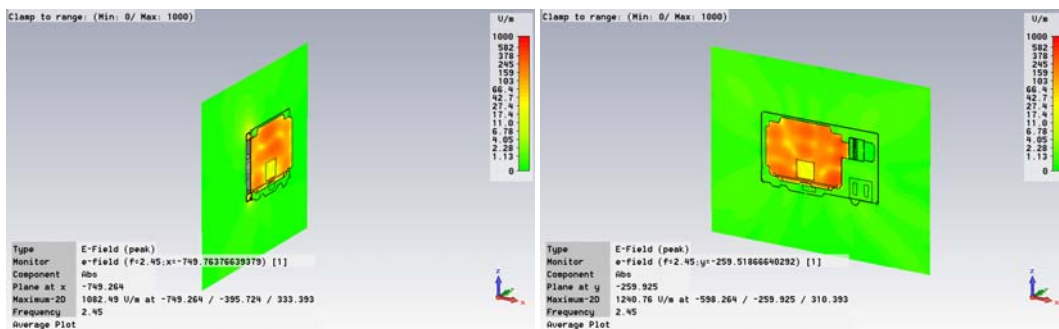 Clamp to range: (Min: 0/ Max: 1000)
U/m
1000
582
378
245
159
103
66.4
42.7
27.4
17.4
11.0
6.78
4.05
2.28
1.13
0
Type E-Field (peak)
Monitor e-field (f=2.45;x=-749.76376639379) [1]
Component Abs
Plane at x -749.264
Maximum-2D 1082.49 U/m at -749.264 / -395.724 / 333.393
Frequency 2.45
Average Plot
z
x
Clamp to range: (Min: 0/ Max: 1000)
U/m
1000
582
378
245
159
103
66.4
42.7
27.4
17.4
11.0
6.78
4.05
2.28
1.13
0
Type E-Field (peak)
Monitor e-field (f=2.45;y=-259.51866640292) [1]
Component Abs
Plane at y -259.925
Maximum-2D 1240.76 U/m at -598.264 / -259.925 / 310.393
Frequency 2.45
Average Plot
z
x